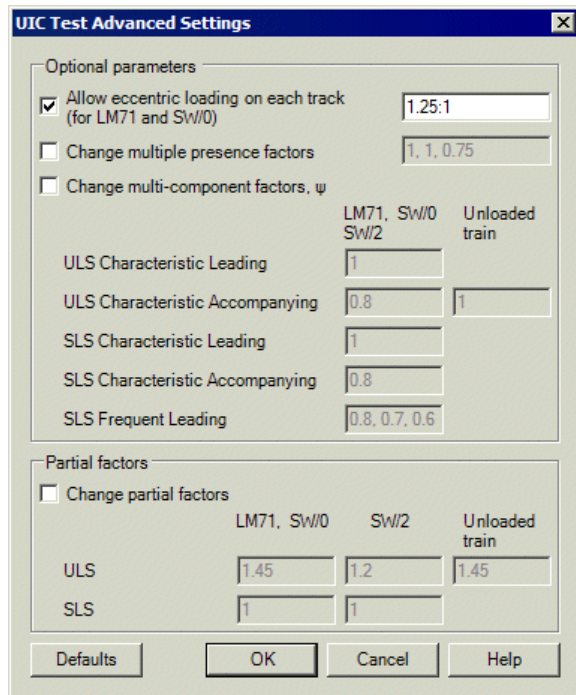 UIC Test Advanced Settings
Optional parameters
Allow eccentric loading on each track
(for LM71 and SW/0)
1.25:1
Change multiple presence factors
1, 1, 0.75
Change multi-component factors, ψ
LM71, SW/0
SW/2
Unloaded
train
ULS Characteristic Leading
1
ULS Characteristic Accompanying
0.8
1
SLS Characteristic Leading
1
SLS Characteristic Accompanying
0.8
SLS Frequent Leading
0.8, 0.7, 0.6
Partial factors
Change partial factors
LM71, SW/0
SW/2
Unloaded
train
ULS
1.45
1.2
1.45
SLS
1
1
Defaults
OK
Cancel
Help